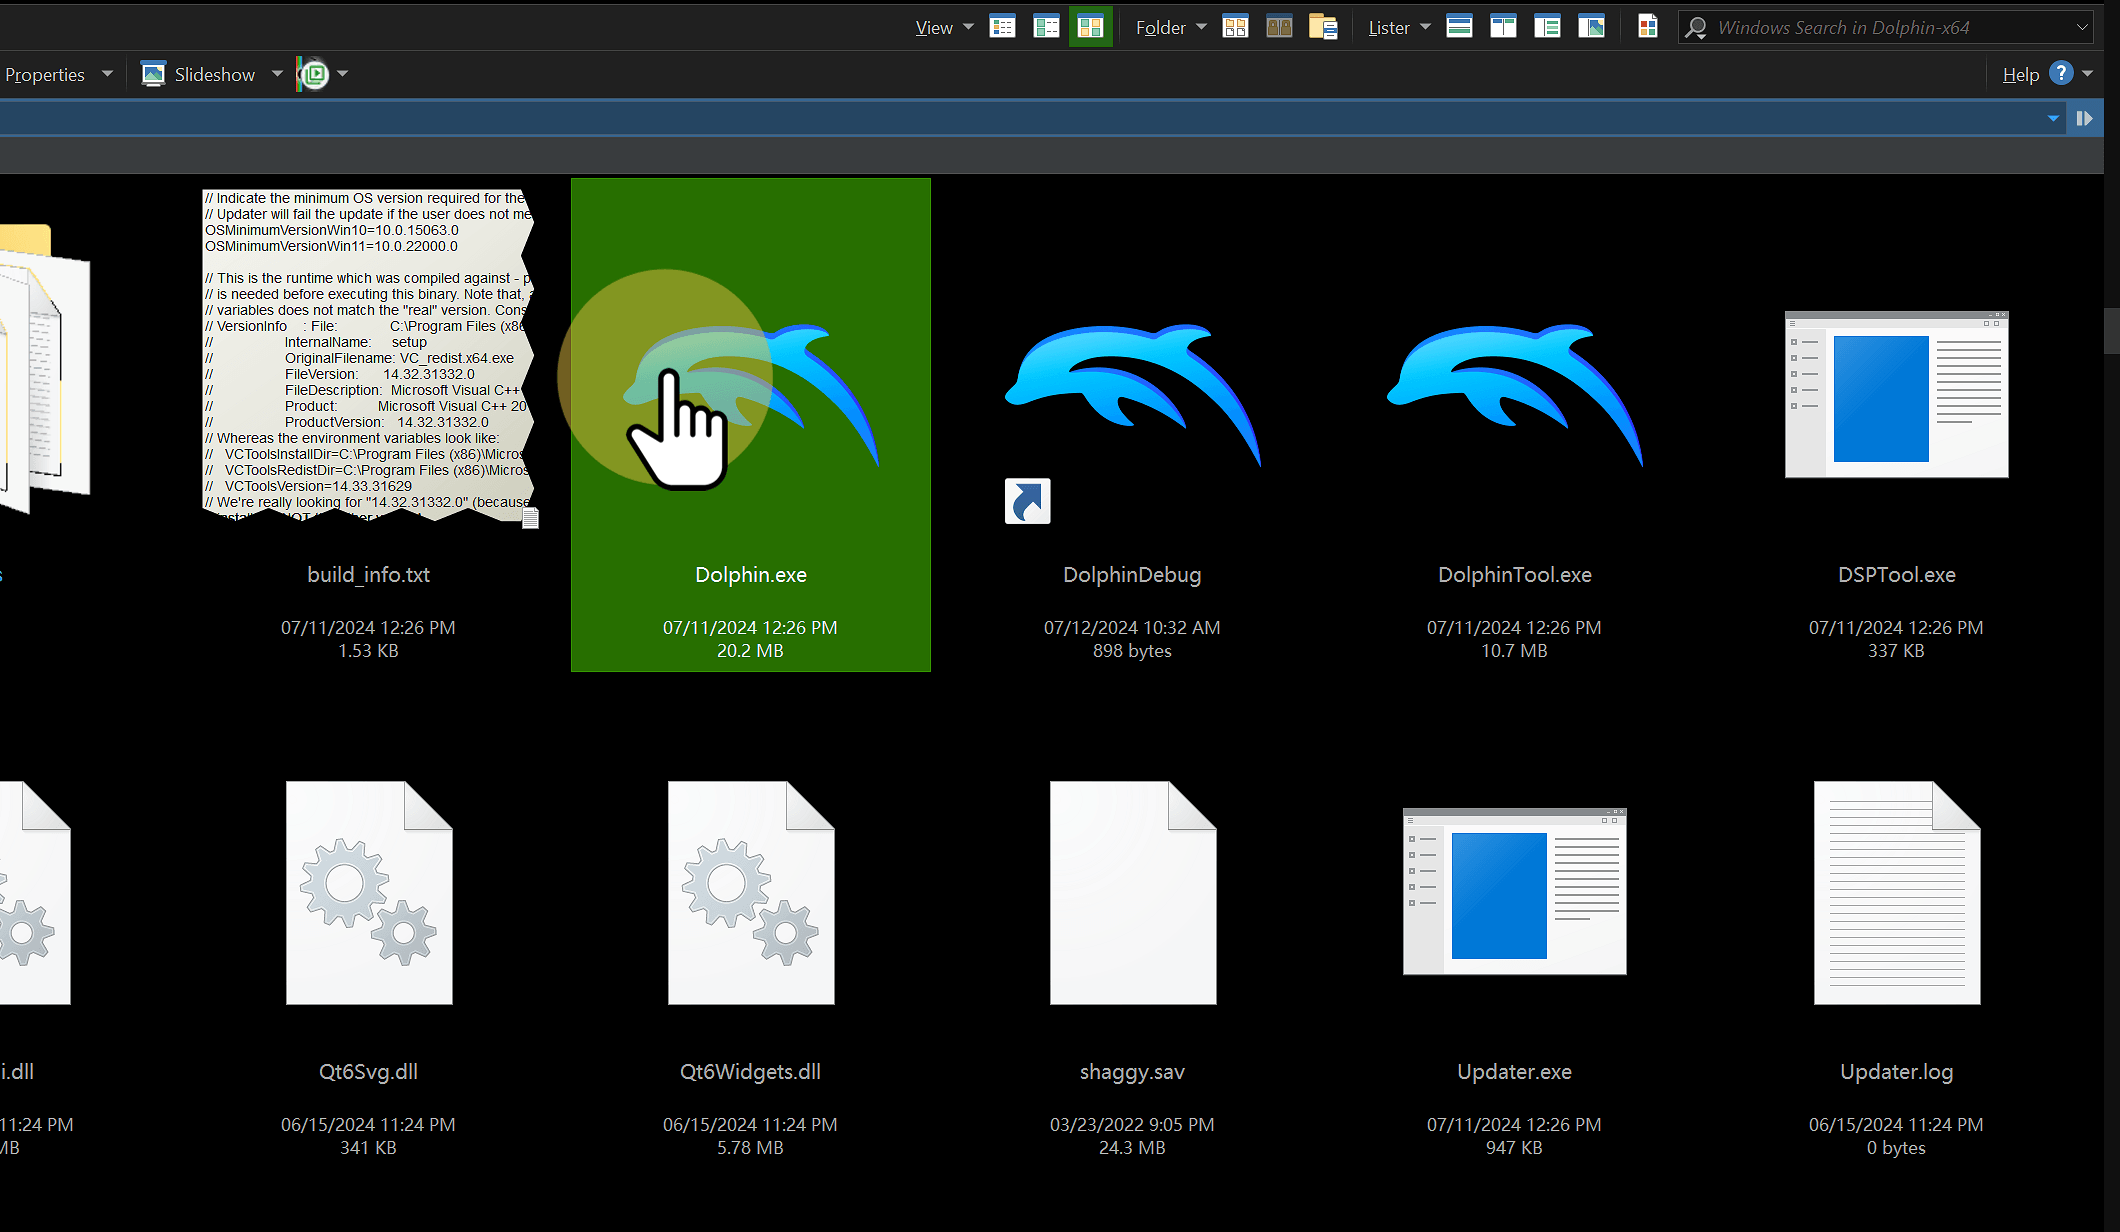 View
Folder
Lister
Windows Search in Dolphin-x64
Properties
Slideshow
Help
?
// Indicate the minimum OS version required for the
// Updater will fail the update if the user does not me
OSMinimumVersionWin10=10.0.15063.0
OSMinimumVersionWin11=10.0.22000.0
// This is the runtime which was compiled against - p
// is needed before executing this binary. Note that,
// variables does not match the "real" version. Cons
// VersionInfo : File: C:\Program Files (x86
// InternalName: setup
// OriginalFilename: VC_redist.x64.exe
// FileVersion: 14.32.31332.0
// FileDescription: Microsoft Visual C++
// Product: Microsoft Visual C++ 20
// ProductVersion: 14.32.31332.0
// Whereas the environment variables look like:
// VCToolsInstallDir=C:\Program Files (x86)\Micros
// VCToolsRedistDir=C:\Program Files (x86)\Micros
// VCToolsVersion=14.33.31629
// We're really looking for "14.32.31332.0" (because
s
build_info.txt
Dolphin.exe
DolphinDebug
DolphinTool.exe
DSPTool.exe
07/11/2024 12:26 PM
07/11/2024 12:26 PM
07/12/2024 10:32 AM
07/11/2024 12:26 PM
07/11/2024 12:26 PM
1.53 KB
20.2 MB
898 bytes
10.7 MB
337 KB
i.dll
Qt6Svg.dll
Qt6Widgets.dll
shaggy.sav
Updater.exe
Updater.log
11:24 PM
06/15/2024 11:24 PM
06/15/2024 11:24 PM
03/23/2022 9:05 PM
07/11/2024 12:26 PM
06/15/2024 11:24 PM
MB
341 KB
5.78 MB
24.3 MB
947 KB
0 bytes